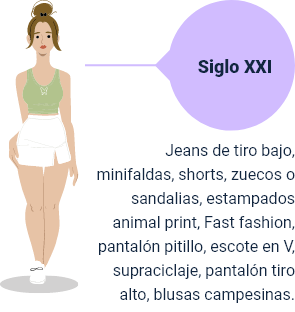 Siglo XXI
Jeans de tiro bajo,
minifaldas, shorts, zuecos o
sandalias, estampados
animal print, Fast fashion,
pantalón pitillo, escote en V,
supraciclaje, pantalón tiro
alto, blusas campesinas.